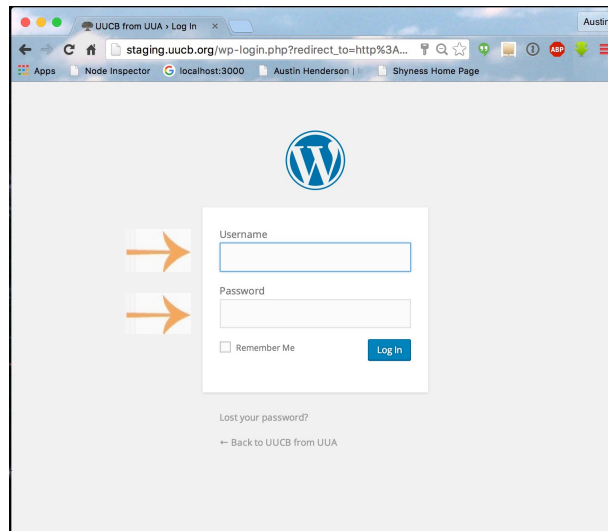 UUCB from UUA › Log In
Austin
staging.uucb.org/wp-login.php?redirect_to=http%3A...
ABP
Apps Node Inspector localhost:3000 Austin Henderson | Shyness Home Page
Username
Password
Remember Me
Log In
Lost your password?
← Back to UUCB from UUA